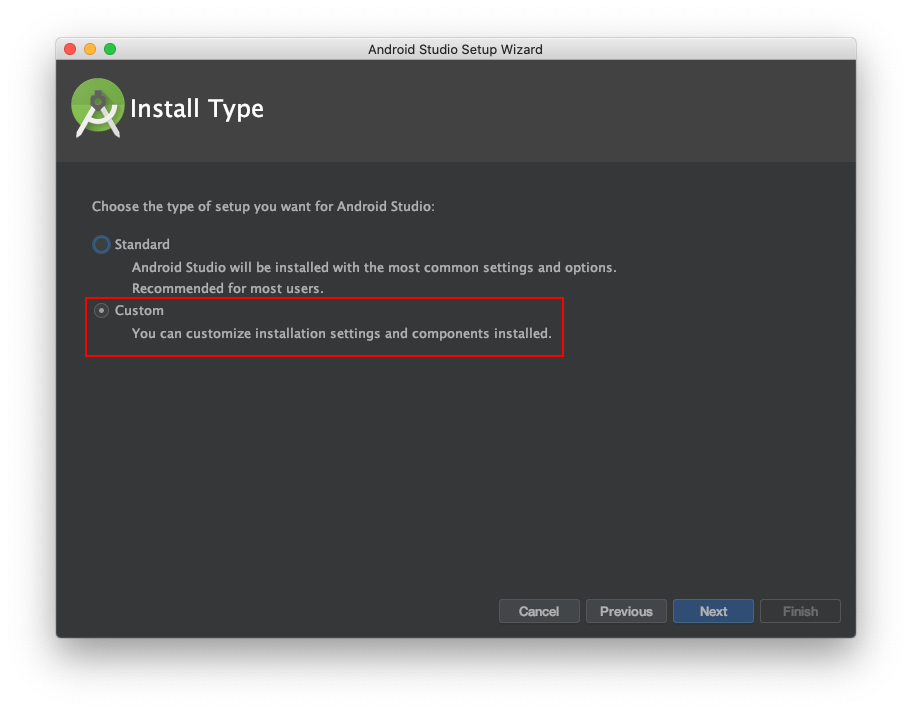 Android Studio Setup Wizard
Install Type
Choose the type of setup you want for Android Studio:
Standard
Android Studio will be installed with the most common settings and options.
Recommended for most users.
Custom
You can customize installation settings and components installed.
Cancel Previous Next Finish